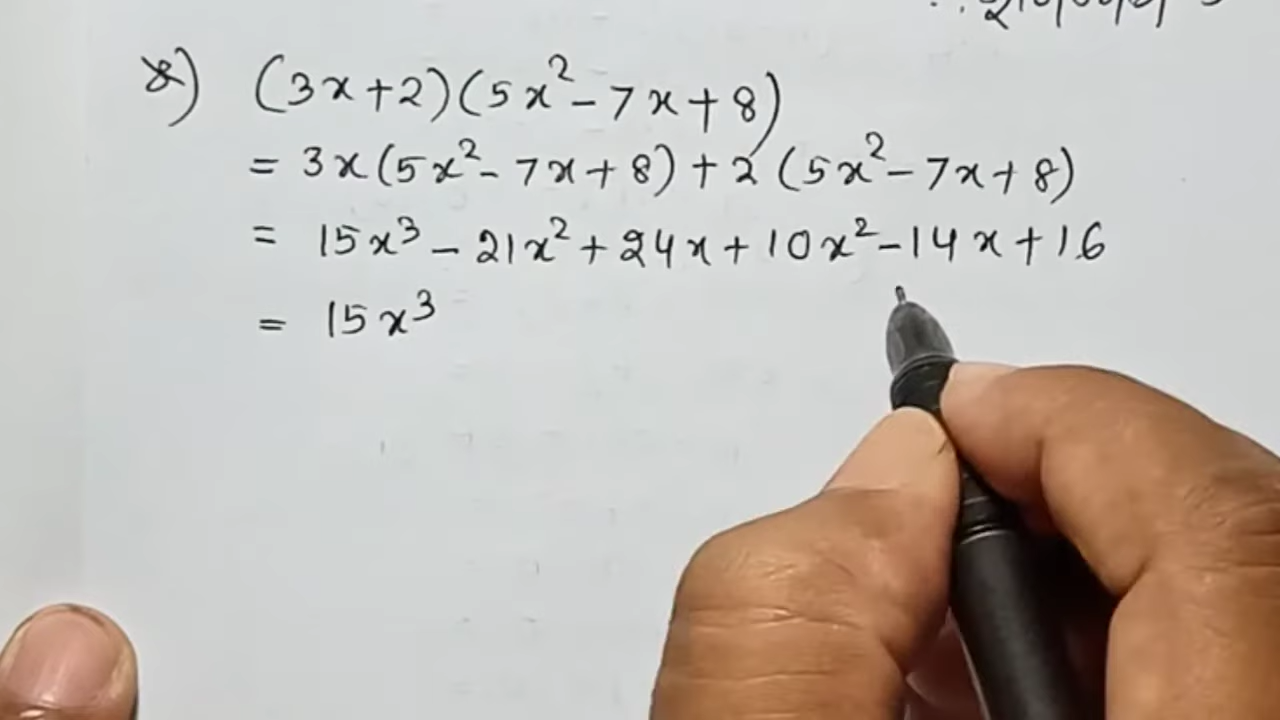 (3x+2)(5x²-7x+8)
= 3x(5x²-7x+8)+2(5x²-7x+8)
= 15x³-21x²+24x+10x²-14x+16
= 15x³